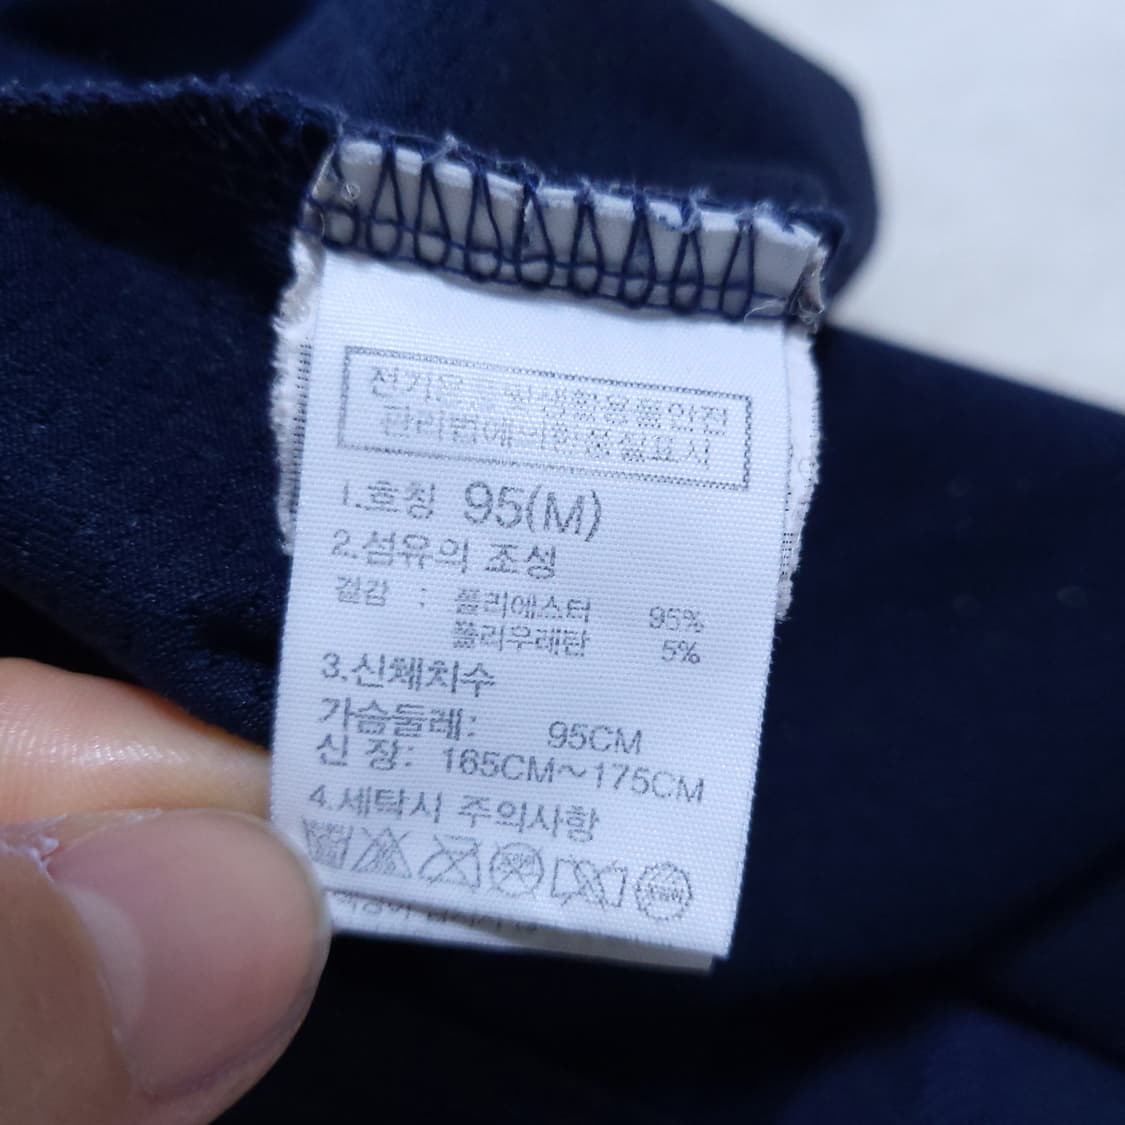 전기용품및생활용품안전
관리법에의한품질표시
1.호칭 95(M)
2.섬유의 조성
겉감 : 폴리에스터 95%
폴리우레탄 5%
3.신체치수
가슴둘레: 95CM
신 장: 165CM~175CM
4.세탁시 주의사항